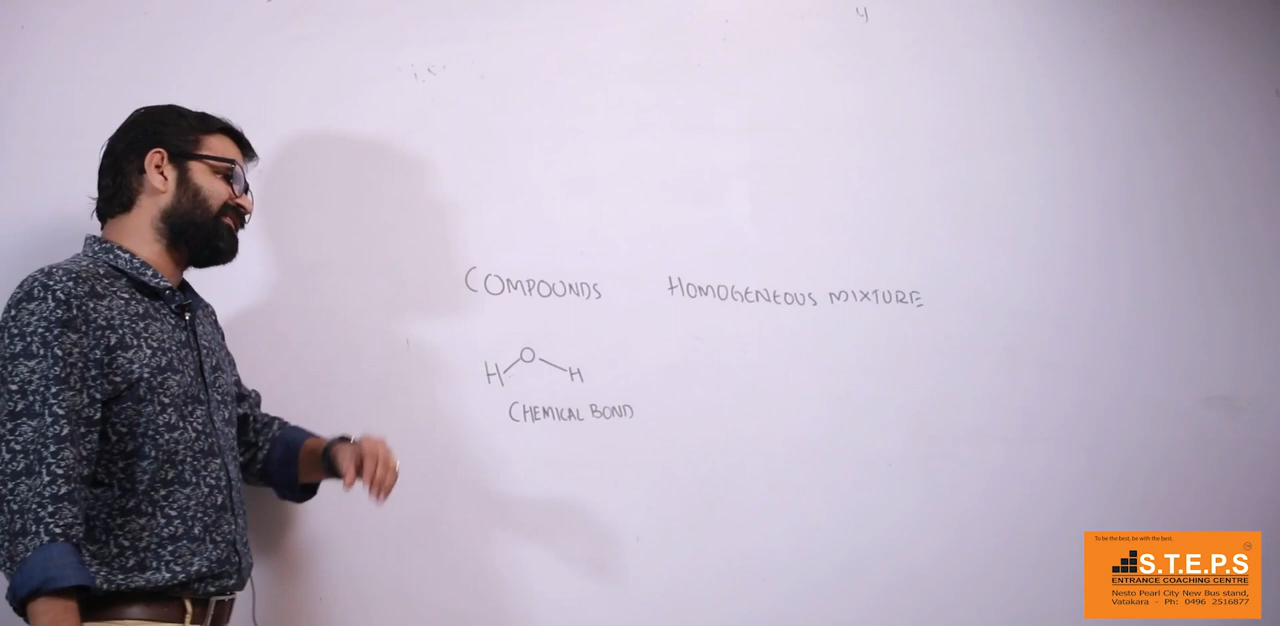 4
COMPOUNDS HOMOGENEOUS MIXTURE
H O H
CHEMICAL BOND
To be the best, be with the best.
S.T.E.P.S
ENTRANCE COACHING CENTRE
Nesto Pearl City New Bus stand,
Vatakara - Ph: 0496 2516877